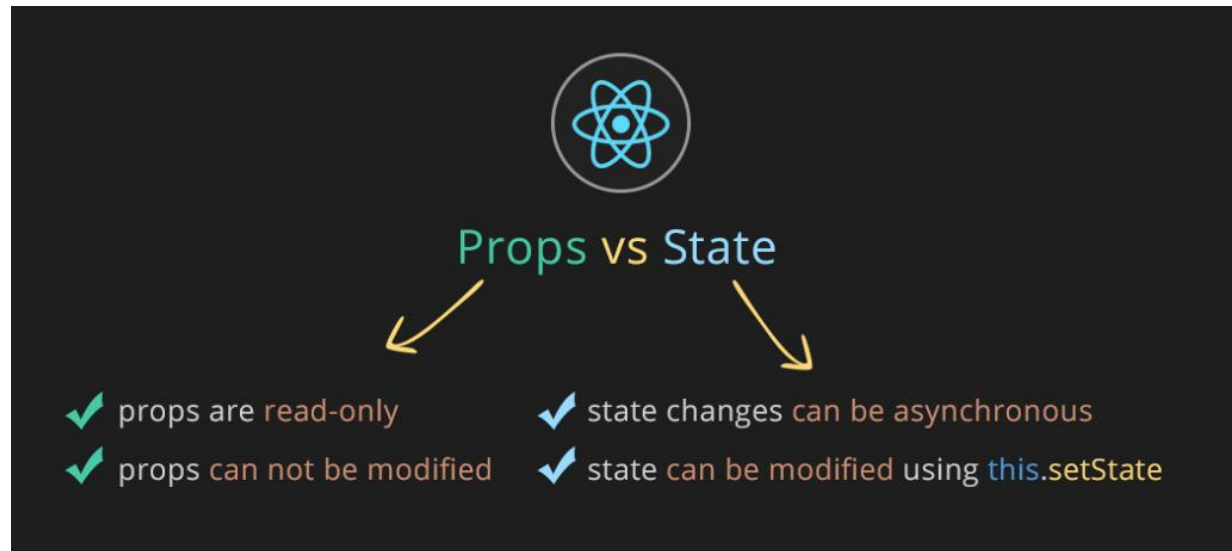 Props vs State
props are read-only
props can not be modified
state changes can be asynchronous
state can be modified using this.setState